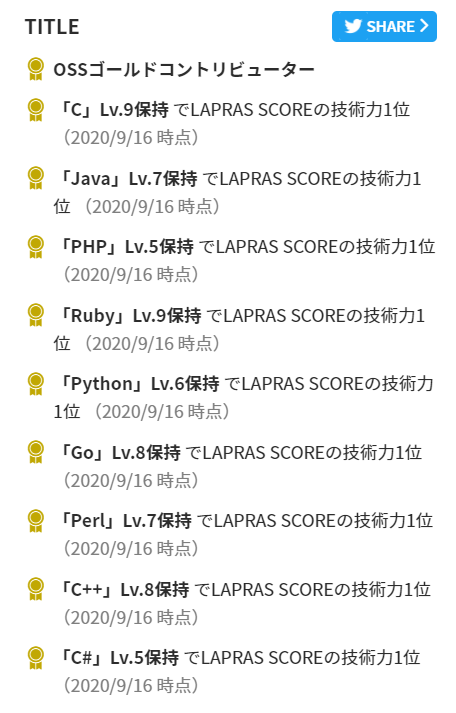 TITLE
SHARE
OSSゴールドコントリビューター
「C」Lv.9保持 でLAPRAS SCOREの技術力1位
（2020/9/16 時点）
「Java」Lv.7保持 でLAPRAS SCOREの技術力1
位 （2020/9/16 時点）
「PHP」Lv.5保持 でLAPRAS SCOREの技術力1位
（2020/9/16 時点）
「Ruby」Lv.9保持 でLAPRAS SCOREの技術力1
位 （2020/9/16 時点）
「Python」Lv.6保持 でLAPRAS SCOREの技術力
1位 （2020/9/16 時点）
「Go」Lv.8保持 でLAPRAS SCOREの技術力1位
（2020/9/16 時点）
「Perl」Lv.7保持 でLAPRAS SCOREの技術力1位
（2020/9/16 時点）
「C++」Lv.8保持 でLAPRAS SCOREの技術力1位
（2020/9/16 時点）
「C#」Lv.5保持 でLAPRAS SCOREの技術力1位
（2020/9/16 時点）